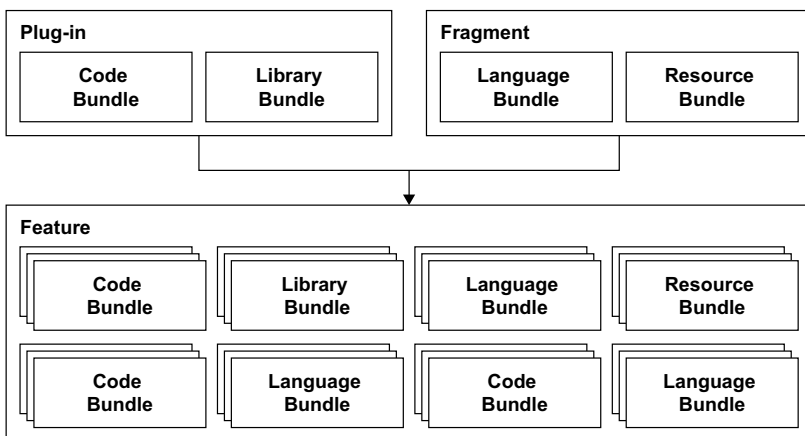 Plug-in
Code
Bundle
Library
Bundle
Fragment
Language
Bundle
Resource
Bundle
Feature
Code
Bundle
Library
Bundle
Language
Bundle
Resource
Bundle
Code
Bundle
Language
Bundle
Code
Bundle
Language
Bundle